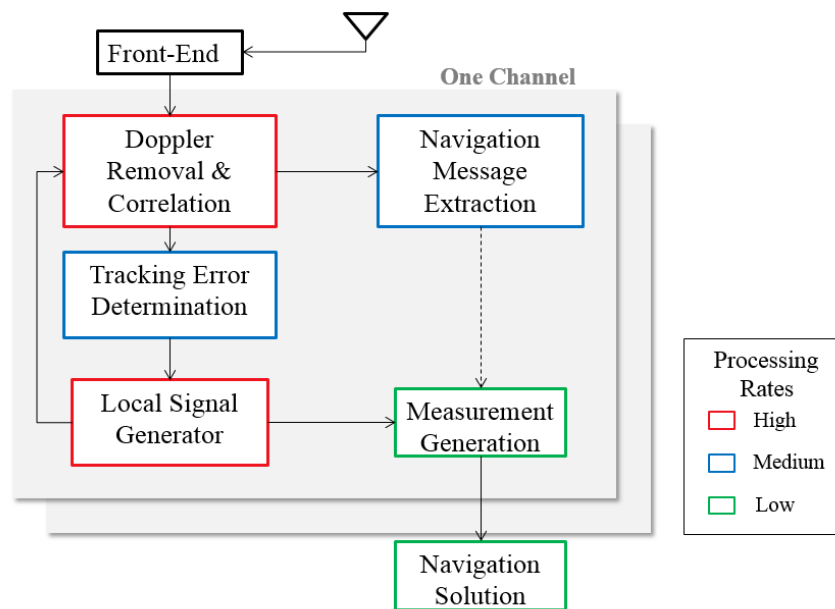 Front-End
One Channel
Doppler
Removal &
Correlation
Navigation
Message
Extraction
Tracking Error
Determination
Local Signal
Generator
Measurement
Generation
Navigation
Solution
Processing
Rates
High
Medium
Low